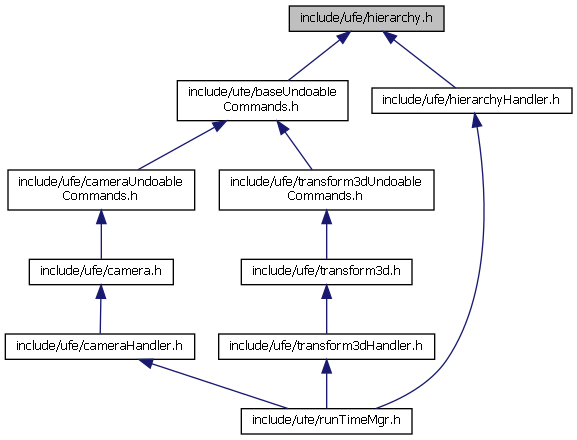 include/ufe/hierarchy.h
include/ufe/baseUndoable
Commands.h
include/ufe/hierarchyHandler.h
include/ufe/cameraUndoable
Commands.h
include/ufe/transform3dUndoable
Commands.h
include/ufe/camera.h
include/ufe/transform3d.h
include/ufe/cameraHandler.h
include/ufe/transform3dHandler.h
include/ufe/runTimeMgr.h